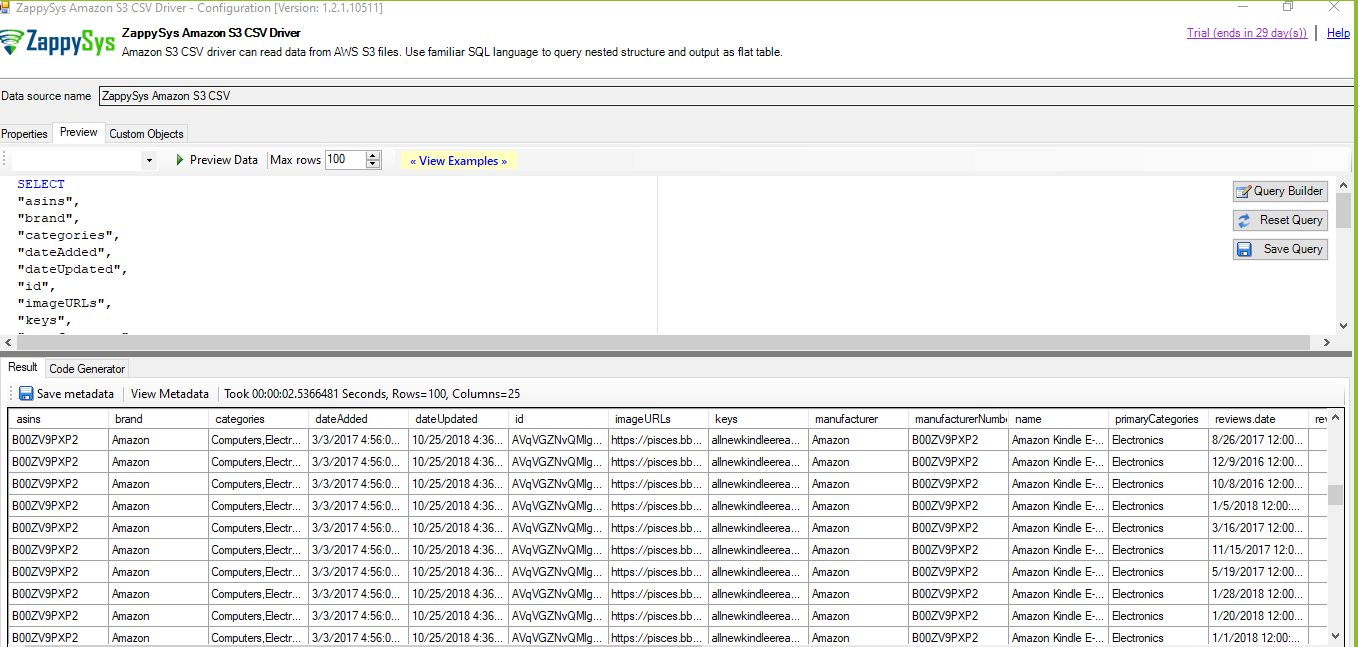 ZappySys Amazon S3 CSV Driver - Configuration [Version: 1.2.1.10511]
ZappySys
ZappySys Amazon S3 CSV Driver
Amazon S3 CSV driver can read data from AWS S3 files. Use familiar SQL language to query nested structure and output as flat table.
Trial (ends in 29 day(s)) | Help
Data source name ZappySys Amazon S3 CSV
Properties Preview Custom Objects
Preview Data Max rows 100 « View Examples »
SELECT
"asins",
"brand",
"categories",
"dateAdded",
"dateUpdated",
"id",
"imageURLs",
"keys",
Query Builder
Reset Query
Save Query
Result Code Generator
Save metadata View Metadata Took 00:00:02.5366481 Seconds, Rows=100, Columns=25
asins brand categories dateAdded dateUpdated id imageURLs keys manufacturer manufacturerNumb name primaryCategories reviews.date rev
B00ZV9PXP2 Amazon Computers,Electr... 3/3/2017 4:56:0... 10/25/2018 4:36... AVqVGZNvQMlg... https://pisces.bb... allnewkindleerea... Amazon B00ZV9PXP2 Amazon Kindle E-... Electronics 8/26/2017 12:00...
B00ZV9PXP2 Amazon Computers,Electr... 3/3/2017 4:56:0... 10/25/2018 4:36... AVqVGZNvQMlg... https://pisces.bb... allnewkindleerea... Amazon B00ZV9PXP2 Amazon Kindle E-... Electronics 12/9/2016 12:00...
B00ZV9PXP2 Amazon Computers,Electr... 3/3/2017 4:56:0... 10/25/2018 4:36... AVqVGZNvQMlg... https://pisces.bb... allnewkindleerea... Amazon B00ZV9PXP2 Amazon Kindle E-... Electronics 10/8/2016 12:00...
B00ZV9PXP2 Amazon Computers,Electr... 3/3/2017 4:56:0... 10/25/2018 4:36... AVqVGZNvQMlg... https://pisces.bb... allnewkindleerea... Amazon B00ZV9PXP2 Amazon Kindle E-... Electronics 1/5/2018 12:00:...
B00ZV9PXP2 Amazon Computers,Electr... 3/3/2017 4:56:0... 10/25/2018 4:36... AVqVGZNvQMlg... https://pisces.bb... allnewkindleerea... Amazon B00ZV9PXP2 Amazon Kindle E-... Electronics 3/16/2017 12:00...
B00ZV9PXP2 Amazon Computers,Electr... 3/3/2017 4:56:0... 10/25/2018 4:36... AVqVGZNvQMlg... https://pisces.bb... allnewkindleerea... Amazon B00ZV9PXP2 Amazon Kindle E-... Electronics 11/15/2017 12:0...
B00ZV9PXP2 Amazon Computers,Electr... 3/3/2017 4:56:0... 10/25/2018 4:36... AVqVGZNvQMlg... https://pisces.bb... allnewkindleerea... Amazon B00ZV9PXP2 Amazon Kindle E-... Electronics 5/19/2017 12:00...
B00ZV9PXP2 Amazon Computers,Electr... 3/3/2017 4:56:0... 10/25/2018 4:36... AVqVGZNvQMlg... https://pisces.bb... allnewkindleerea... Amazon B00ZV9PXP2 Amazon Kindle E-... Electronics 1/28/2018 12:00...
B00ZV9PXP2 Amazon Computers,Electr... 3/3/2017 4:56:0... 10/25/2018 4:36... AVqVGZNvQMlg... https://pisces.bb... allnewkindleerea... Amazon B00ZV9PXP2 Amazon Kindle E-... Electronics 1/20/2018 12:00...
B00ZV9PXP2 Amazon Computers,Electr... 3/3/2017 4:56:0... 10/25/2018 4:36... AVqVGZNvQMlg... https://pisces.bb... allnewkindleerea... Amazon B00ZV9PXP2 Amazon Kindle E-... Electronics 1/1/2018 12:00:...